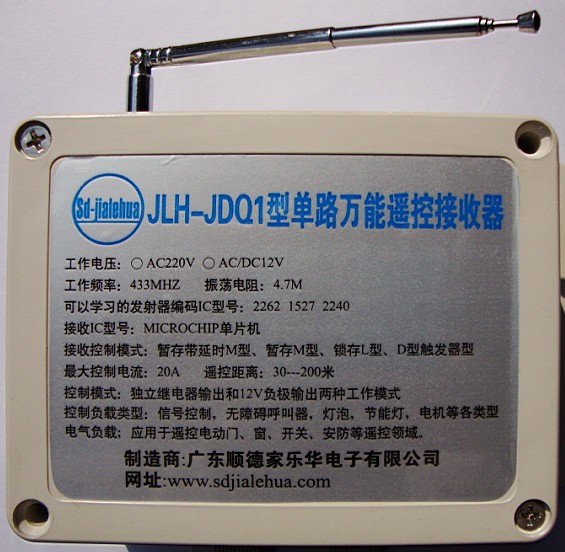 Sd-jialehua JLH-JDQ1型单路万能遥控接收器
工作电压：○ AC220V ○ AC/DC12V
工作频率：433MHZ 振荡电阻：4.7M
可以学习的发射器编码IC型号：2262 1527 2240
接收IC型号：MICROCHIP单片机
接收控制模式：暂存带延时M型、暂存M型、锁存L型、D型触发器型
最大控制电流：20A 遥控距离：30---200米
控制模式：独立继电器输出和12V负极输出两种工作模式
控制负载类型：信号控制，无障碍呼叫器，灯泡，节能灯，电机等各类型
电气负载；应用于遥控电动门、窗、开关、安防等遥控领域。
制造商:广东顺德家乐华电子有限公司
网址:www.sdjialehua.com